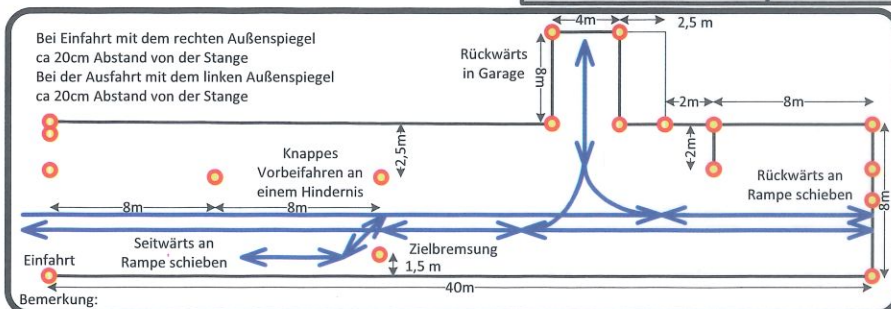 Bei Einfahrt mit dem rechten Außenspiegel
ca 20cm Abstand von der Stange
Bei der Ausfahrt mit dem linken Außenspiegel
ca 20cm Abstand von der Stange
4m
2,5 m
Rückwärts
in Garage
8m
2m
8m
2,5m
2m
Knappes
Vorbeifahren an
einem Hindernis
Rückwärts an
Rampe schieben
8m
8m
8m
Seitwärts an
Rampe schieben
Zielbremsung
1,5 m
Einfahrt
40m
Bemerkung: